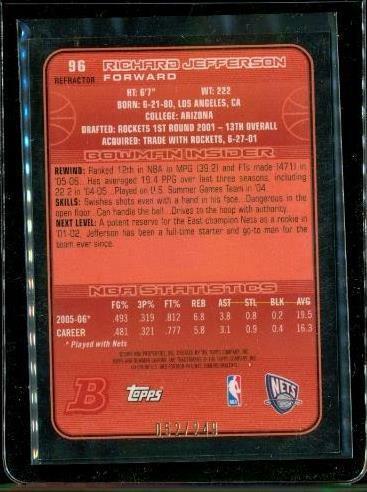 96
RICHARD JEFFERSON
REFRACTOR
FORWARD
HT: 6'7" WT: 222
BORN: 6-21-80, LOS ANGELES, CA
COLLEGE: ARIZONA
DRAFTED: ROCKETS 1ST ROUND 2001 – 13TH OVERALL
ACQUIRED: TRADE WITH ROCKETS, 6-27-01
BOWMAN INSIDER
REWIND: Ranked 12th in NBA in MPG (39.2) and FTs made (471) in
'05-06...Has averaged 19.4 PPG over last three seasons, including
22.2 in '04-05...Played on U.S. Summer Games Team in '04.
SKILLS: Swishes shots even with a hand in his face...Dangerous in the
open floor...Can handle the ball...Drives to the hoop with authority.
NEXT LEVEL: A potent reserve for the East champion Nets as a rookie in
'01-02, Jefferson has been a full-time starter and go-to man for the
team ever since.
NBA STATISTICS
FG% 3P% FT% REB AST STL BLK AVG
2005-06* .493 .319 .812 6.8 3.8 0.8 0.2 19.5
CAREER .481 .321 .777 5.8 3.1 0.9 0.4 16.3
* Played with Nets
B
Topps
NBA
NETS
052/249